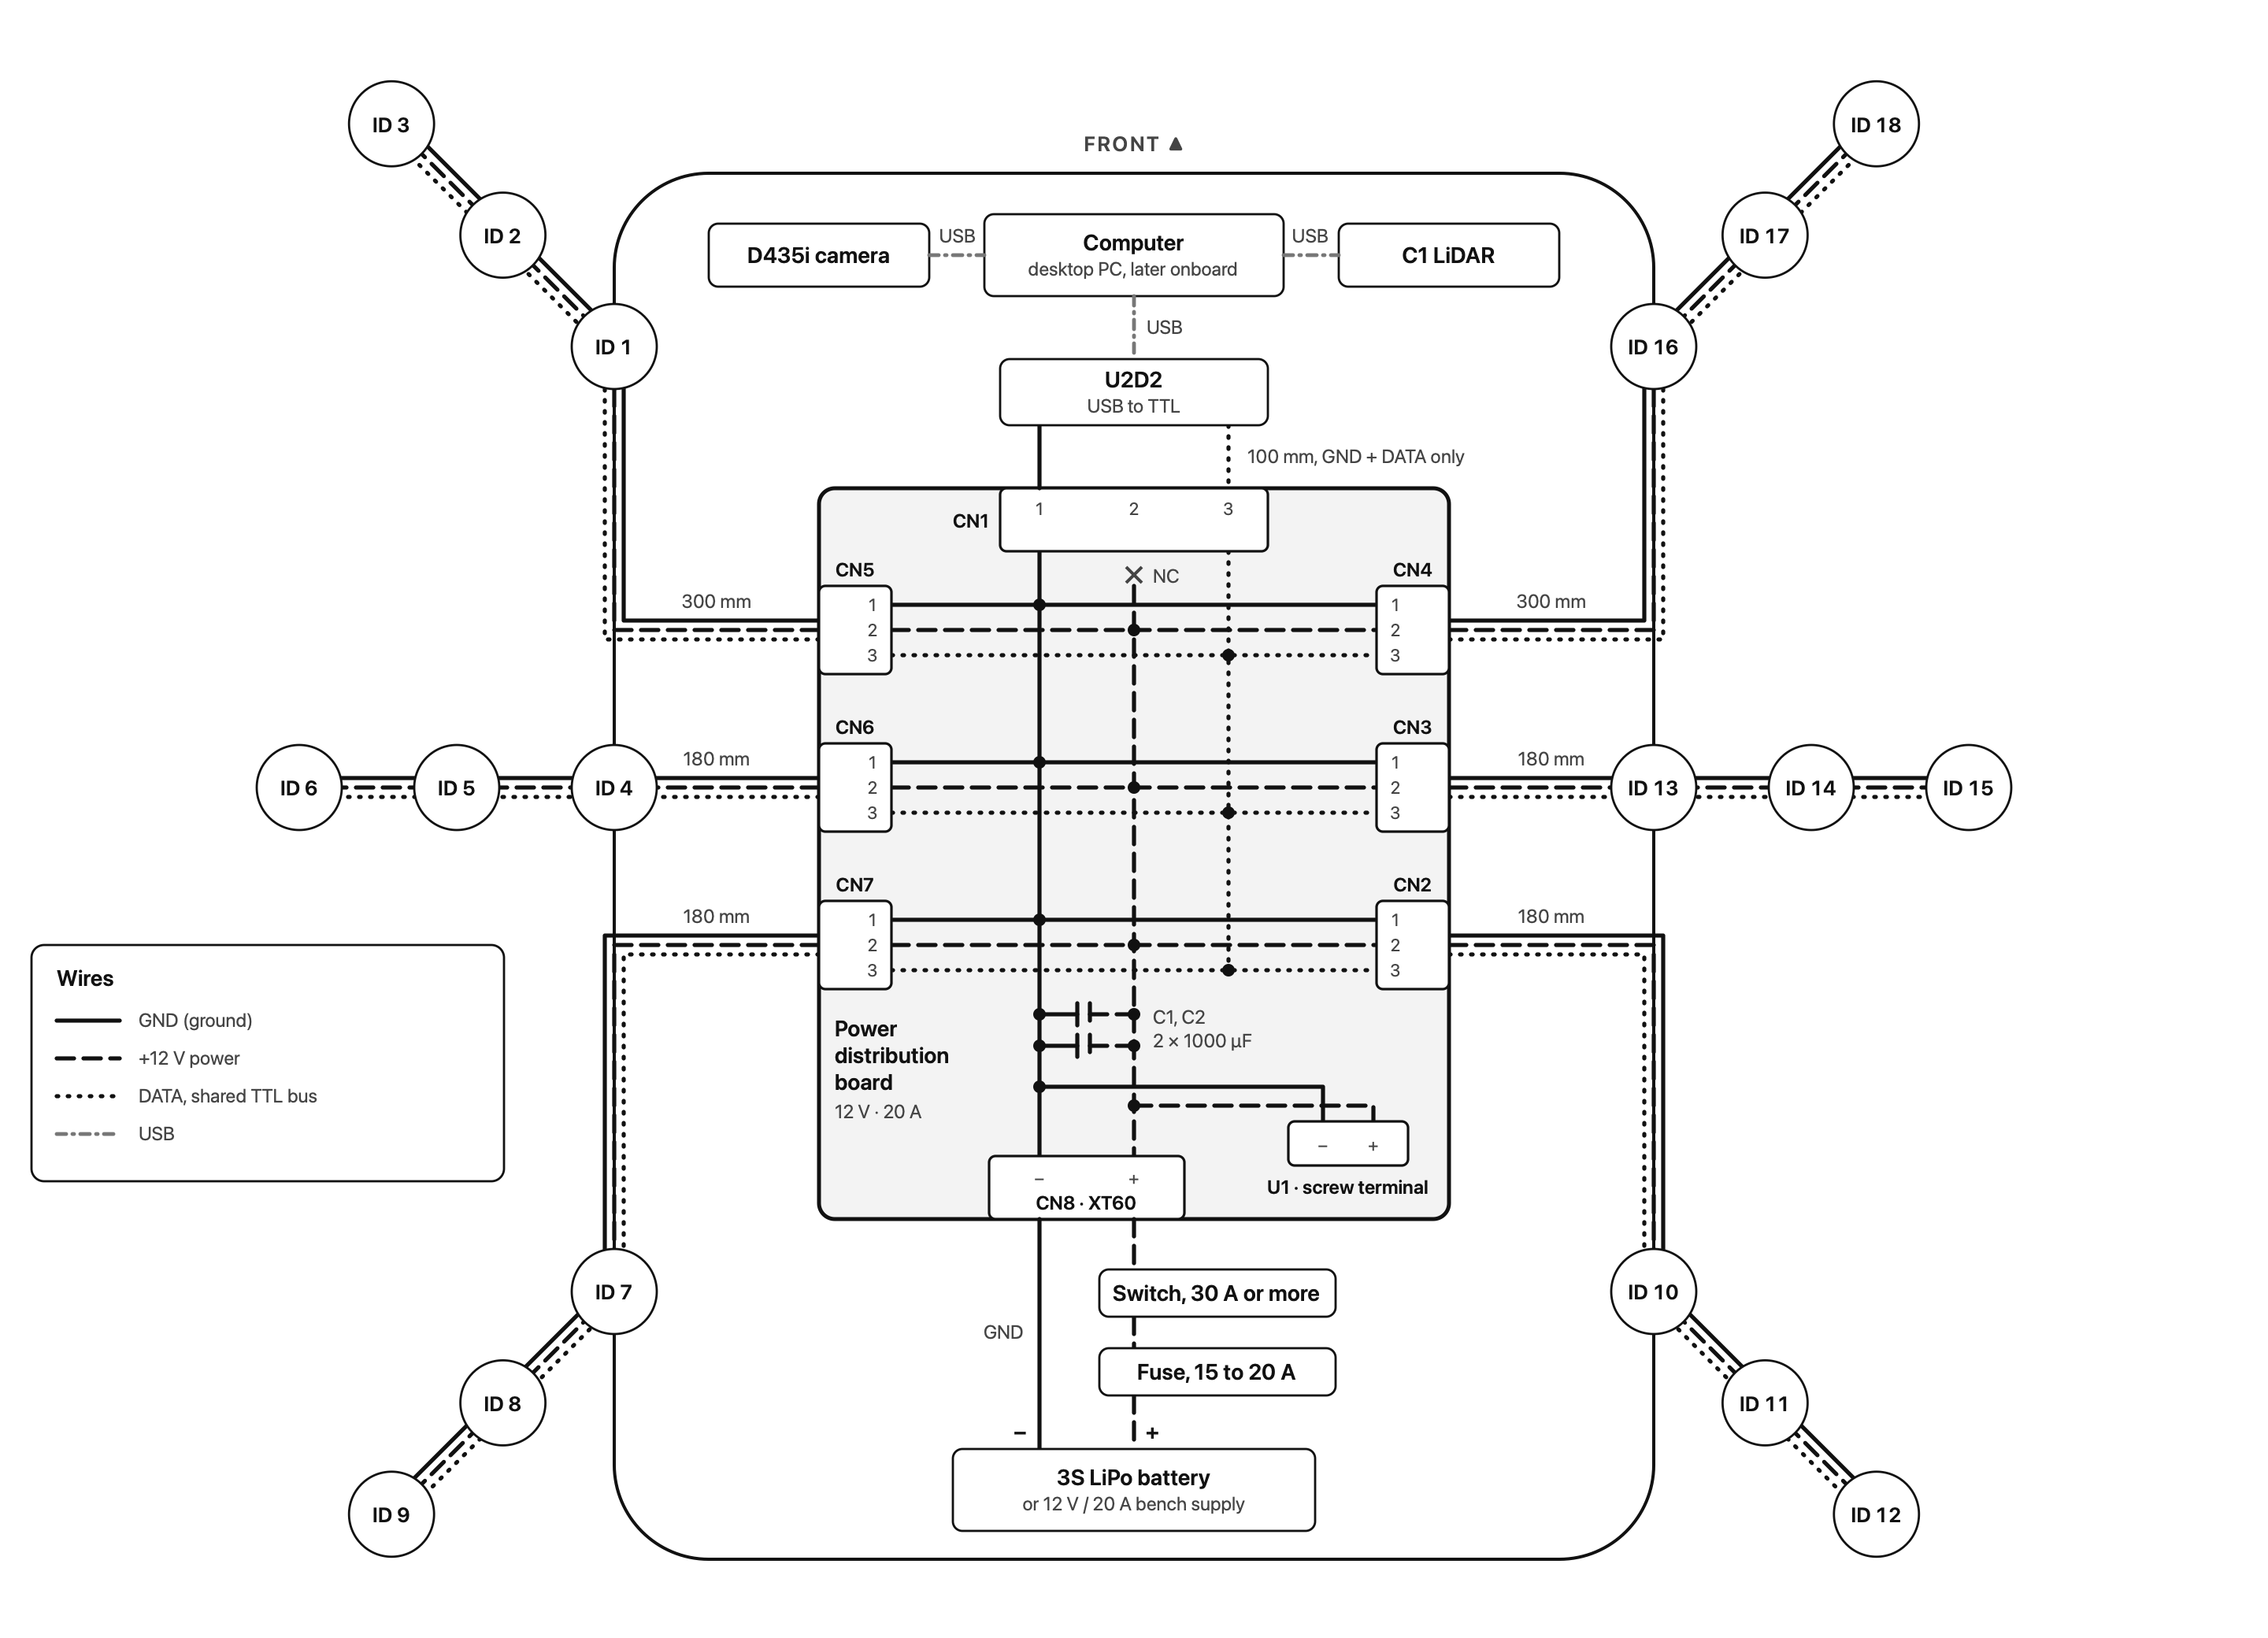 ID 3
ID 18
FRONT ▲
ID 2
ID 17
D435i camera
USB
Computer
desktop PC, later onboard
USB
C1 LiDAR
USB
ID 1
ID 16
U2D2
USB to TTL
100 mm, GND + DATA only
CN1
1 2 3
NC
CN5
1
2
3
CN4
1
2
3
300 mm
300 mm
CN6
1
2
3
CN3
1
2
3
180 mm
180 mm
ID 6
ID 5
ID 4
ID 13
ID 14
ID 15
CN7
1
2
3
CN2
1
2
3
180 mm
180 mm
Wires
GND (ground)
+12 V power
DATA, shared TTL bus
USB
Power
distribution
board
12 V · 20 A
C1, C2
2 × 1000 µF
− +
U1 · screw terminal
− +
CN8 · XT60
ID 7
ID 10
Switch, 30 A or more
GND
Fuse, 15 to 20 A
− +
ID 8
ID 11
3S LiPo battery
or 12 V / 20 A bench supply
ID 9
ID 12